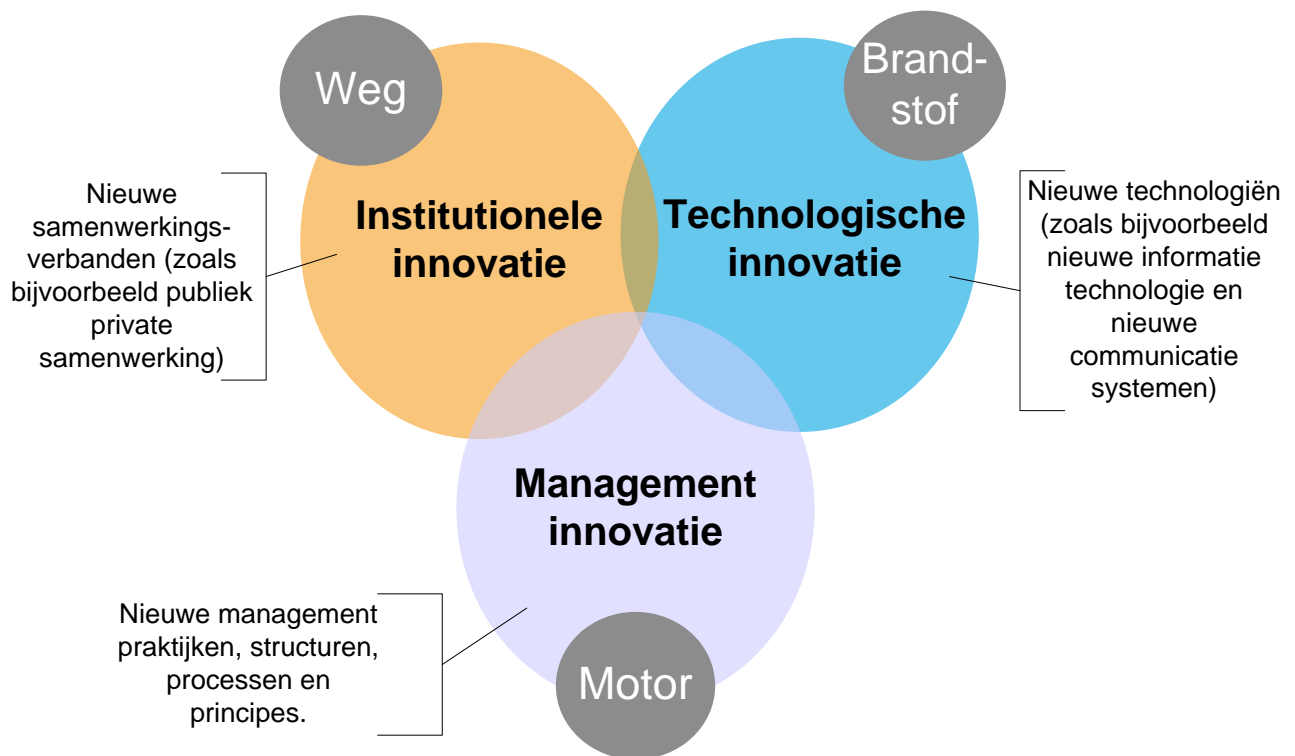 Weg
Brand-
stof
Institutionele
innovatie
Technologische
innovatie
Nieuwe
samenwerkings-
verbanden (zoals
bijvoorbeeld publiek
private
samenwerking)
Nieuwe technologiën
(zoals bijvoorbeeld
nieuwe informatie
technologie en
nieuwe
communicatie
systemen)
Management
innovatie
Nieuwe management
praktijken, structuren,
processen en
principes.
Motor